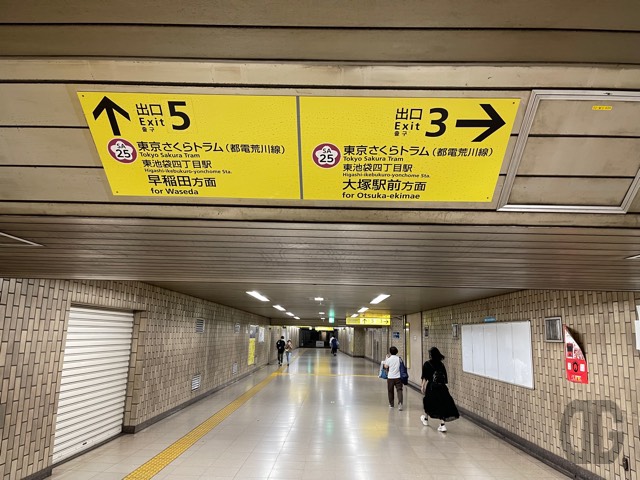 出口 5
Exit
출구
SA
25
東京さくらトラム(都電荒川線)
Tokyo Sakura Tram
東池袋四丁目駅
Higashi-ikebukuro-yonchome Sta.
早稲田方面
for Waseda
出口 3
Exit
출구
SA
25
東京さくらトラム(都電荒川線)
Tokyo Sakura Tram
東池袋四丁目駅
Higashi-ikebukuro-yonchome Sta.
大塚駅前方面
for Otsuka-ekimae